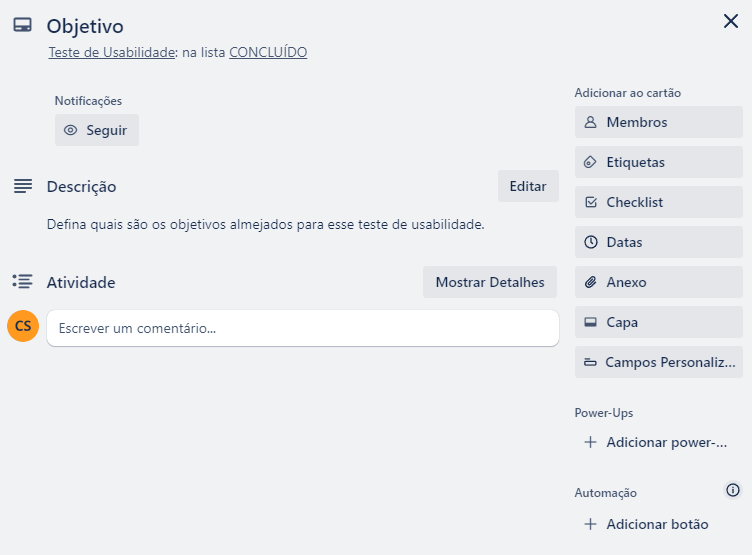 Objetivo
Teste de Usabilidade: na lista CONCLUÍDO
Notificações
Seguir
Descrição
Editar
Defina quais são os objetivos almejados para esse teste de usabilidade.
Atividade
Mostrar Detalhes
CS
Escrever um comentário...
Adicionar ao cartão
Membros
Etiquetas
Checklist
Datas
Anexo
Capa
Campos Personaliz...
Power-Ups
Adicionar power-...
Automação
Adicionar botão